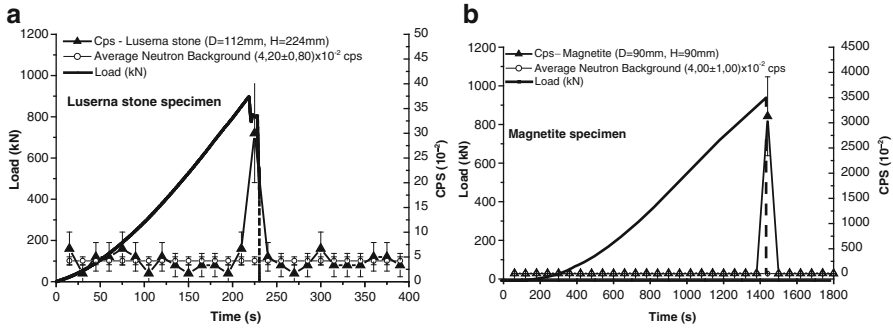 a
Cps - Luserna stone (D=112mm, H=224mm)
Average Neutron Background (4,20±0,80)x10⁻² cps
Load (kN)
Luserna stone specimen
Load (kN)
1200
1000
800
600
400
200
0
0 50 100 150 200 250 300 350 400
Time (s)
50
45
40
35
30
25
20
15
10
5
0
CPS (10⁻²)
b
Cps– Magnetite (D=90mm, H=90mm)
Average Neutron Background (4,00±1,00)x10⁻² cps
Load (kN)
Magnetite specimen
Load (kN)
1200
1000
800
600
400
200
0
0 200 400 600 800 1000 1200 1400 1600 1800
Time (s)
4500
4000
3500
3000
2500
2000
1500
1000
500
0
CPS (10⁻²)